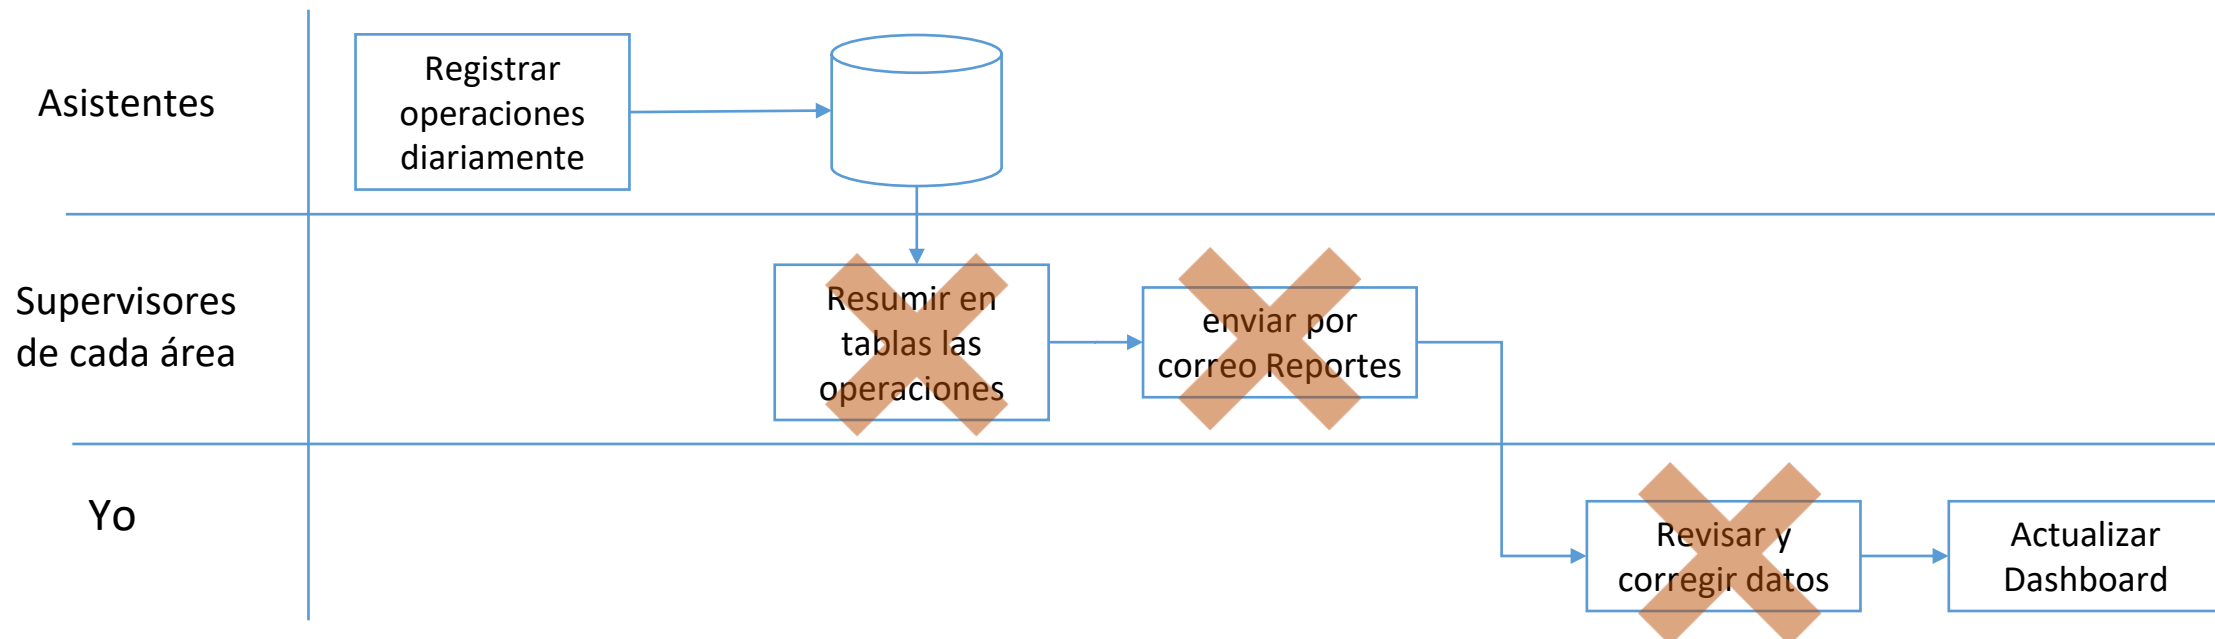 Asistentes
Registrar
operaciones
diariamente
Supervisores
de cada área
Resumir en
tablas las
operaciones
enviar por
correo Reportes
Yo
Revisar y
corregir datos
Actualizar
Dashboard